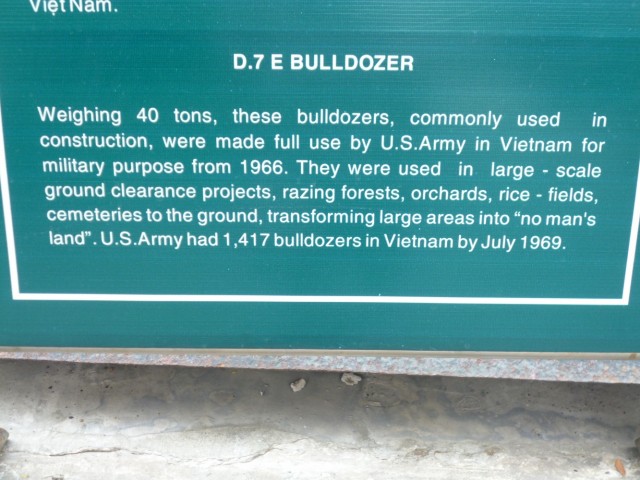 Việt Nam.
D.7 E BULLDOZER
Weighing 40 tons, these bulldozers, commonly used in
construction, were made full use by U.S.Army in Vietnam for
military purpose from 1966. They were used in large - scale
ground clearance projects, razing forests, orchards, rice - fields,
cemeteries to the ground, transforming large areas into “no man's
land”. U.S.Army had 1,417 bulldozers in Vietnam by July 1969.